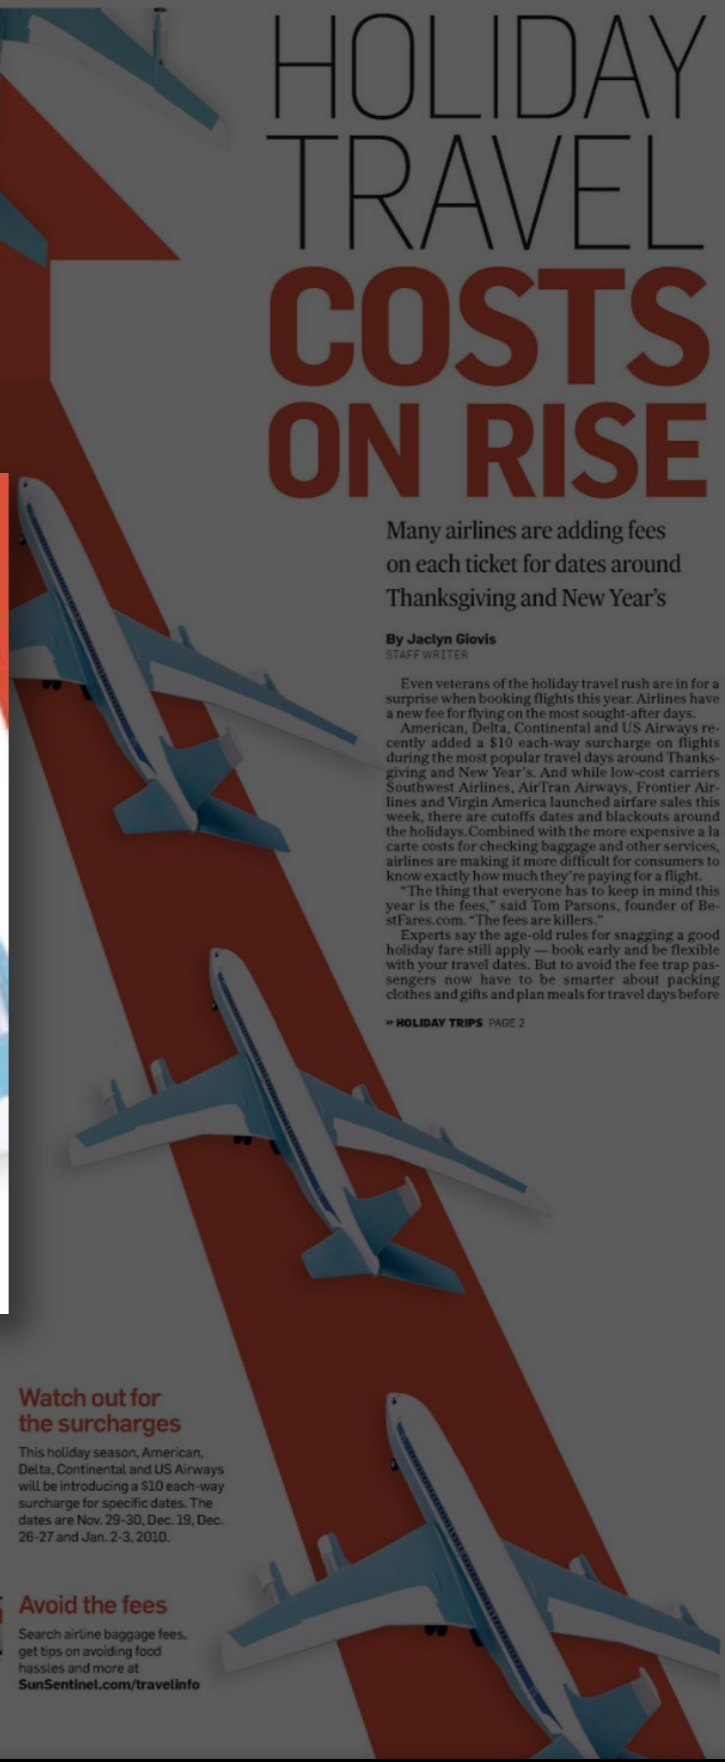 HOLIDAY
TRAVEL
COSTS
ON RISE
Many airlines are adding fees
on each ticket for dates around
Thanksgiving and New Year's
By Jaclyn Giovis
STAFF WRITER
Even veterans of the holiday travel rush are in for a
surprise when booking flights this year. Airlines have
a new fee for flying on the most sought-after days.
American, Delta, Continental and US Airways re-
cently added a $10 each-way surcharge on flights
during the most popular travel days around Thanks-
giving and New Year's. And while low-cost carriers
Southwest Airlines, AirTran Airways, Frontier Air-
lines and Virgin America launched airfare sales this
week, there are cutoffs dates and blackouts around
the holidays.Combined with the more expensive a la
carte costs for checking baggage and other services,
airlines are making it more difficult for consumers to
know exactly how much they're paying for a flight.
"The thing that everyone has to keep in mind this
year is the fees," said Tom Parsons, founder of Be-
stFares.com. "The fees are killers."
Experts say the age-old rules for snagging a good
holiday fare still apply — book early and be flexible
with your travel dates. But to avoid the fee trap pas-
sengers now have to be smarter about packing
clothes and gifts and plan meals for travel days before
» HOLIDAY TRIPS PAGE 2
Watch out for
the surcharges
This holiday season, American,
Delta, Continental and US Airways
will be introducing a $10 each-way
surcharge for specific dates. The
dates are Nov. 29-30, Dec. 19, Dec.
26-27 and Jan. 2-3, 2010.
Avoid the fees
Search airline baggage fees,
get tips on avoiding food
hassles and more at
SunSentinel.com/travelinfo